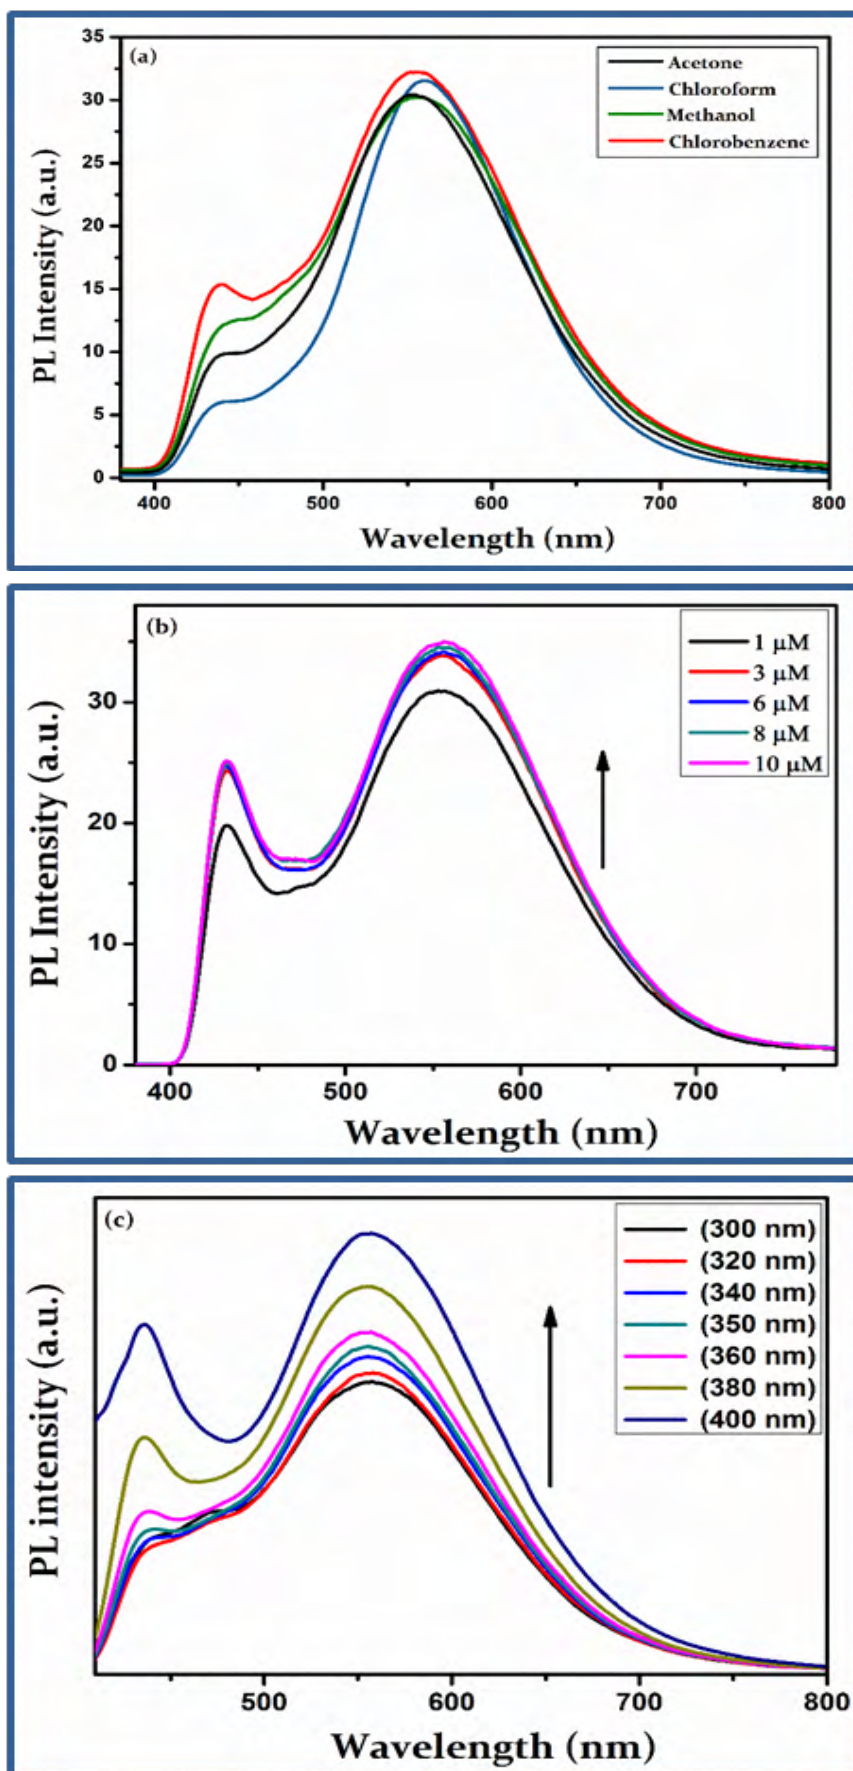 (a)
Acetone
Chloroform
Methanol
Chlorobenzene
35
30
25
20
15
10
5
0
PL Intensity (a.u.)
400 500 600 700 800
Wavelength (nm)
(b)
1 μM
3 μM
6 μM
8 μM
10 μM
30
20
10
0
PL Intensity (a.u.)
400 500 600 700
Wavelength (nm)
(c)
(300 nm)
(320 nm)
(340 nm)
(350 nm)
(360 nm)
(380 nm)
(400 nm)
PL intensity (a.u.)
500 600 700 800
Wavelength (nm)